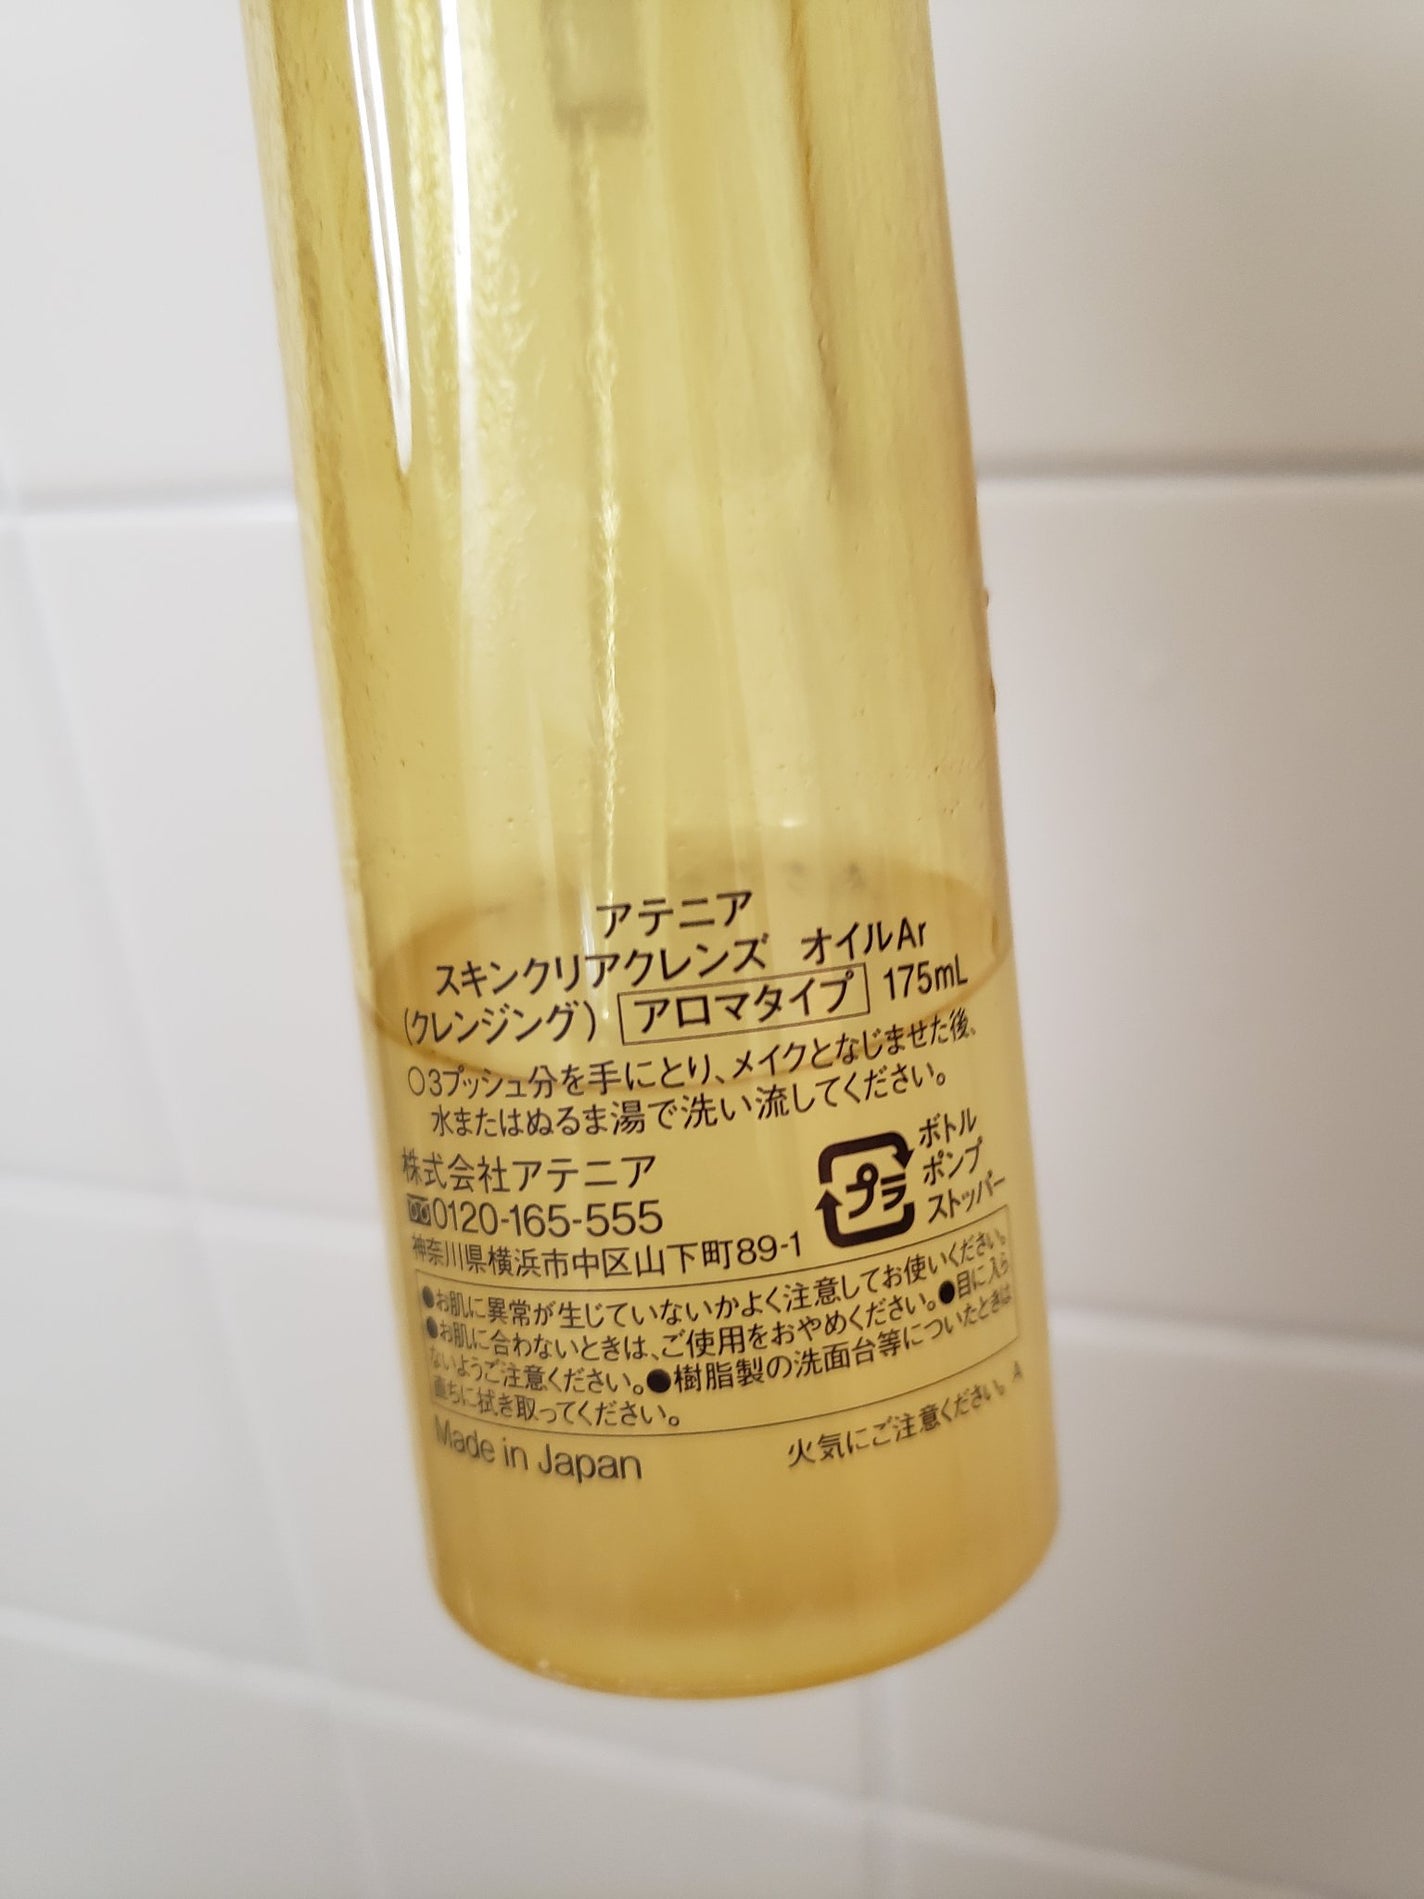 アテニア
スキンクリアクレンズ オイルAr
(クレンジング) アロマタイプ 175mL
○3プッシュ分を手にとり、メイクとなじませた後、
水またはぬるま湯で洗い流してください。
株式会社アテニア
0120-165-555
神奈川県横浜市中区山下町89-1
プラ
ボトル
ポンプ
ストッパー
●お肌に異常が生じていないかよく注意してお使いください。
●お肌に合わないときは、ご使用をおやめください。●目に入ら
ないようご注意ください。●樹脂製の洗面台等についたときは
直ちに拭き取ってください。
Made in Japan
火気にご注意ください。 A